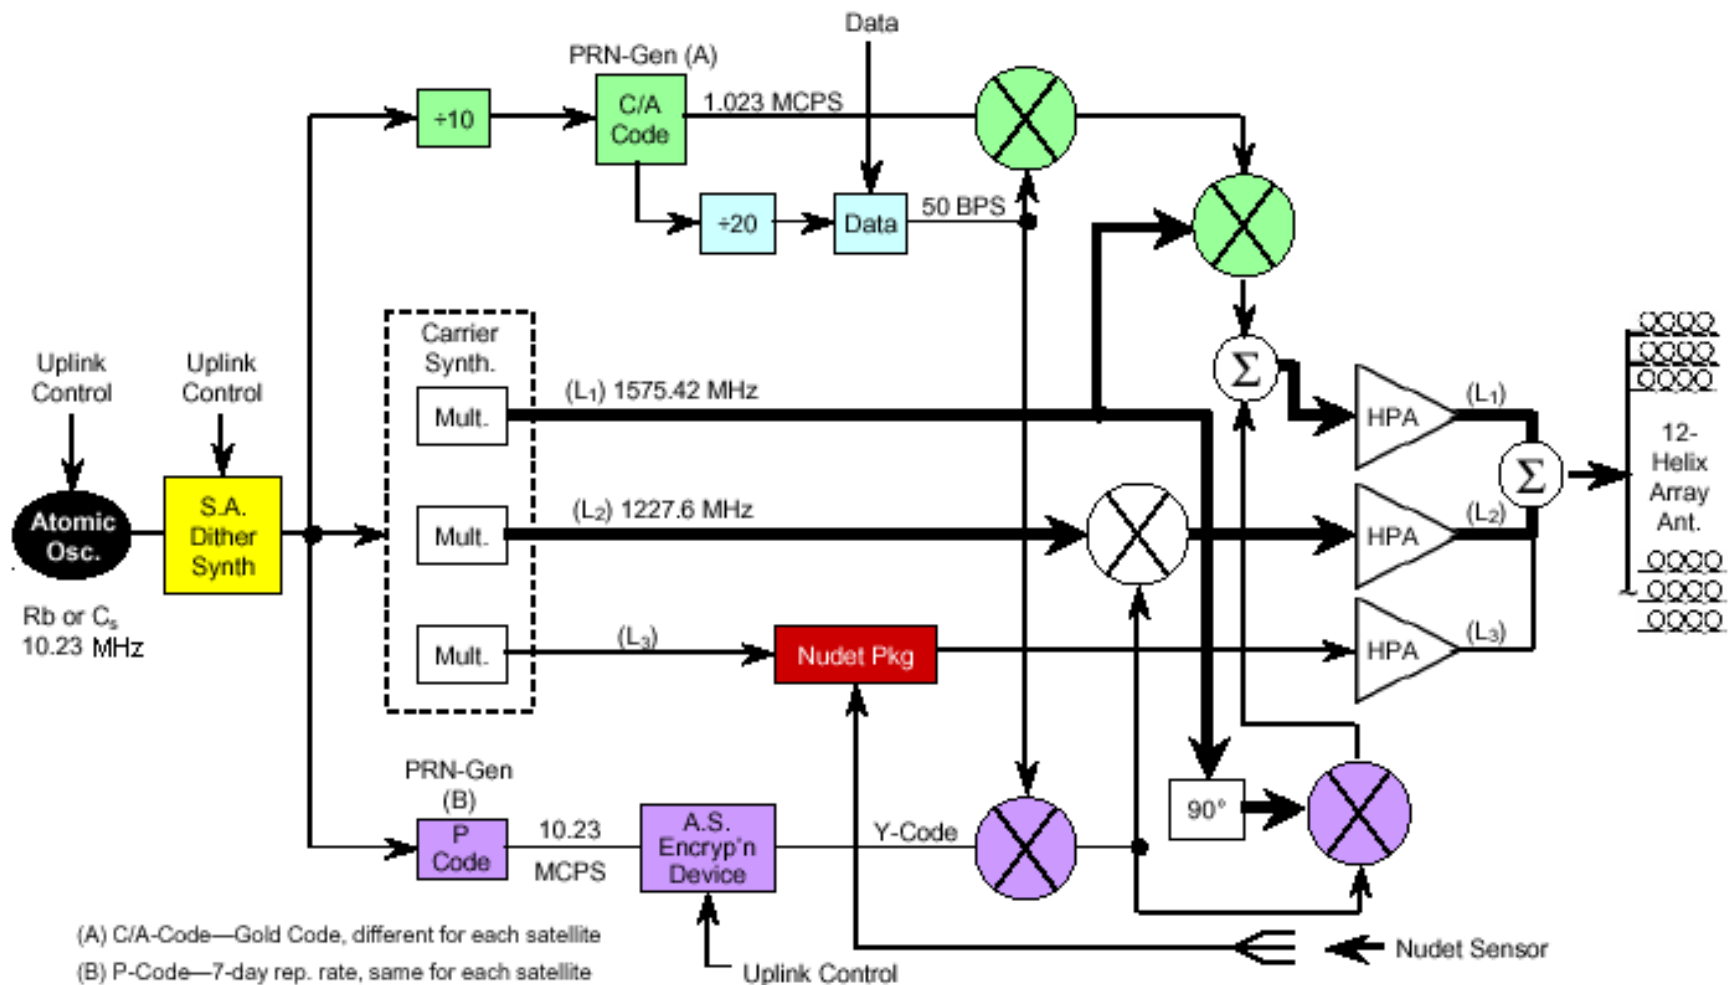 Data
PRN-Gen (A)
÷10
C/A
Code
1.023 MCPS
÷20
Data
50 BPS
Carrier
Synth.
Uplink
Control
Uplink
Control
Mult.
(L₁) 1575.42 MHz
HPA
(L₁)
Σ
Σ
12-
Helix
Array
Ant.
Atomic
Osc.
S.A.
Dither
Synth
Mult.
(L₂) 1227.6 MHz
HPA
(L₂)
Rb or Cₛ
10.23 MHz
Mult.
(L₃)
Nudet Pkg
HPA
(L₃)
PRN-Gen
(B)
P
Code
10.23
MCPS
A.S.
Encryp'n
Device
Y-Code
90°
(A) C/A-Code—Gold Code, different for each satellite
(B) P-Code—7-day rep. rate, same for each satellite
Uplink Control
Nudet Sensor